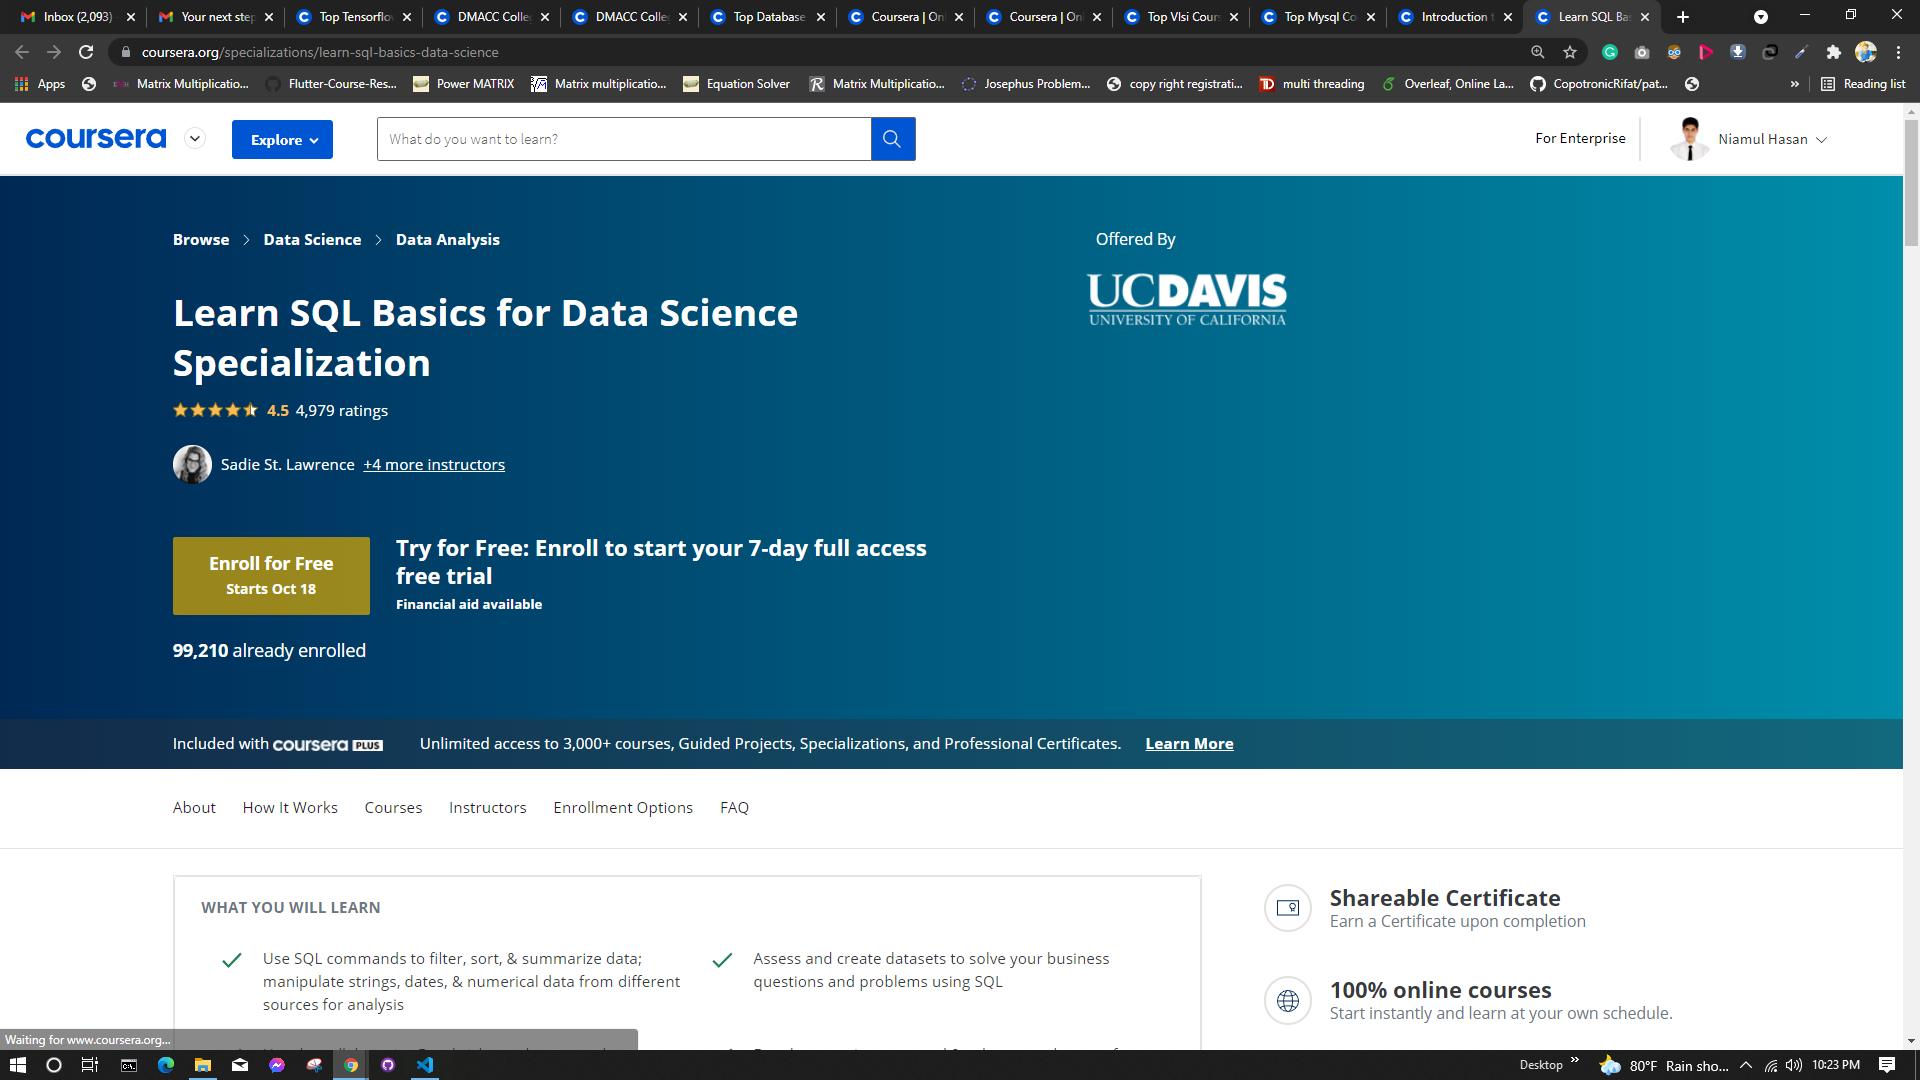 Inbox (2,093)
Your next step
Top Tensorflo
DMACC Colle
DMACC Colle
Top Database
Coursera | On
Coursera | On
Top Vlsi Cour
Top Mysql Co
Introduction t
Learn SQL Ba
coursera.org/specializations/learn-sql-basics-data-science
Apps
Matrix Multiplicatio...
Flutter-Course-Res...
Power MATRIX
Matrix multiplicatio...
Equation Solver
Matrix Multiplicatio...
Josephus Problem...
copy right registrati...
multi threading
Overleaf, Online La...
CopotronicRifat/pat...
Reading list
coursera
Explore
What do you want to learn?
For Enterprise
Niamul Hasan
Browse > Data Science > Data Analysis
Offered By
UCDAVIS
UNIVERSITY OF CALIFORNIA
Learn SQL Basics for Data Science
Specialization
4.5 4,979 ratings
Sadie St. Lawrence +4 more instructors
Enroll for Free
Starts Oct 18
Try for Free: Enroll to start your 7-day full access
free trial
Financial aid available
99,210 already enrolled
Included with coursera PLUS
Unlimited access to 3,000+ courses, Guided Projects, Specializations, and Professional Certificates. Learn More
About
How It Works
Courses
Instructors
Enrollment Options
FAQ
WHAT YOU WILL LEARN
Use SQL commands to filter, sort, & summarize data;
manipulate strings, dates, & numerical data from different
sources for analysis
Assess and create datasets to solve your business
questions and problems using SQL
Shareable Certificate
Earn a Certificate upon completion
100% online courses
Start instantly and learn at your own schedule.
Waiting for www.coursera.org...
Desktop
80°F Rain sho...
10:23 PM